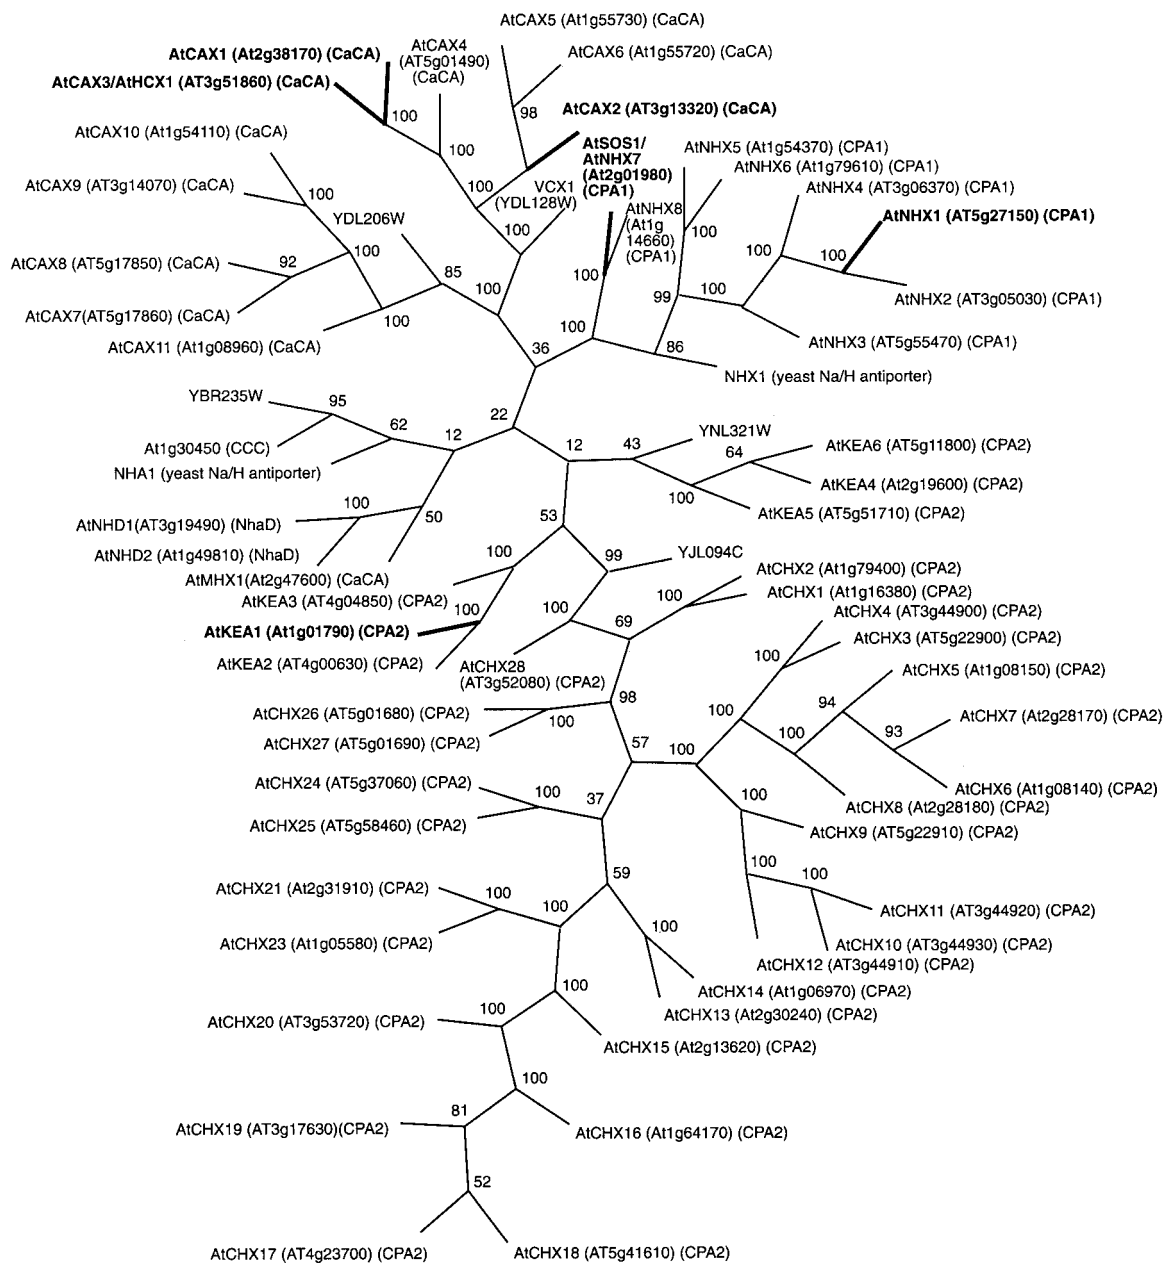 AtCAX5 (At1g55730) (CaCA)
AtCAX1 (At2g38170) (CaCA)
AtCAX4
(AT5g01490)
(CaCA)
AtCAX6 (At1g55720) (CaCA)
AtCAX3/AtHCX1 (AT3g51860) (CaCA)
100
98
AtCAX2 (AT3g13320) (CaCA)
AtCAX10 (At1g54110) (CaCA)
100
AtSOS1/
AtNHX7
(At2g01980)
(CPA1)
AtNHX5 (At1g54370) (CPA1)
AtNHX6 (At1g79610) (CPA1)
AtNHX4 (AT3g06370) (CPA1)
AtCAX9 (AT3g14070) (CaCA)
100
100
VCX1
(YDL128W)
AtNHX8
(At1g
14660)
(CPA1)
AtNHX1 (AT5g27150) (CPA1)
YDL206W
100
100
100
100
AtCAX8 (AT5g17850) (CaCA)
92
100
85
100
100
99
100
AtNHX2 (AT3g05030) (CPA1)
AtCAX7(AT5g17860) (CaCA)
100
100
AtCAX11 (At1g08960) (CaCA)
36
86
AtNHX3 (AT5g55470) (CPA1)
NHX1 (yeast Na/H antiporter)
YBR235W
95
62
22
12
12
43
YNL321W
64
AtKEA6 (AT5g11800) (CPA2)
At1g30450 (CCC)
NHA1 (yeast Na/H antiporter)
AtKEA4 (At2g19600) (CPA2)
100
100
AtKEA5 (AT5g51710) (CPA2)
AtNHD1(AT3g19490) (NhaD)
50
53
AtNHD2 (At1g49810) (NhaD)
100
99
YJL094C
AtMHX1(At2g47600) (CaCA)
AtCHX2 (At1g79400) (CPA2)
AtKEA3 (AT4g04850) (CPA2)
100
100
100
AtCHX1 (At1g16380) (CPA2)
AtCHX4 (AT3g44900) (CPA2)
AtKEA1 (At1g01790) (CPA2)
69
AtCHX3 (AT5g22900) (CPA2)
AtKEA2 (AT4g00630) (CPA2)
AtCHX28
(AT3g52080) (CPA2)
100
AtCHX5 (At1g08150) (CPA2)
98
94
AtCHX26 (AT5g01680) (CPA2)
100
100
100
93
AtCHX7 (At2g28170) (CPA2)
AtCHX27 (AT5g01690) (CPA2)
57
100
AtCHX24 (AT5g37060) (CPA2)
100
37
100
AtCHX6 (At1g08140) (CPA2)
AtCHX8 (At2g28180) (CPA2)
AtCHX25 (AT5g58460) (CPA2)
AtCHX9 (AT5g22910) (CPA2)
59
100
100
AtCHX21 (At2g31910) (CPA2)
100
100
AtCHX11 (AT3g44920) (CPA2)
AtCHX23 (At1g05580) (CPA2)
100
AtCHX10 (AT3g44930) (CPA2)
AtCHX12 (AT3g44910) (CPA2)
100
AtCHX14 (At1g06970) (CPA2)
100
AtCHX13 (At2g30240) (CPA2)
AtCHX20 (AT3g53720) (CPA2)
AtCHX15 (At2g13620) (CPA2)
100
81
AtCHX19 (AT3g17630)(CPA2)
AtCHX16 (At1g64170) (CPA2)
52
AtCHX17 (AT4g23700) (CPA2)
AtCHX18 (AT5g41610) (CPA2)